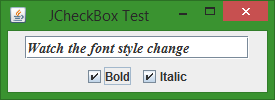 JCheckBox Test
Watch the font style change
Bold Italic